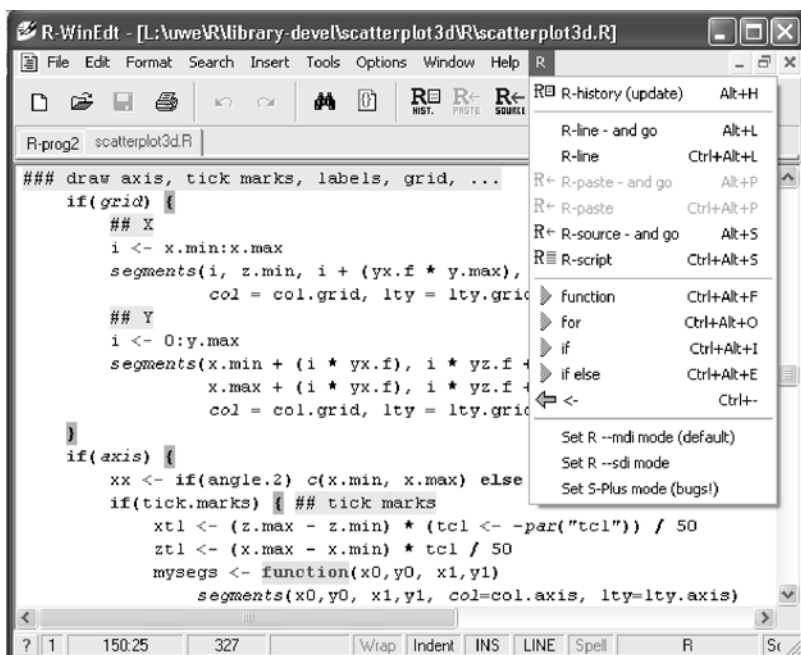 R-WinEdt - [L:\uwe\R\library-devel\scatterplot3d\R\scatterplot3d.R]
File Edit Format Search Insert Tools Options Window Help R
R HIST. R← PASTE R← SOURCE
R-prog2 scatterplot3d.R
R-history (update) Alt+H
R-line - and go Alt+L
R-line Ctrl+Alt+L
R← R-paste - and go Alt+P
R← R-paste Ctrl+Alt+P
R← R-source - and go Alt+S
R R-script Ctrl+Alt+S
function Ctrl+Alt+F
for Ctrl+Alt+O
if Ctrl+Alt+I
if else Ctrl+Alt+E
<- Ctrl+-
Set R --mdi mode (default)
Set R --sdi mode
Set S-Plus mode (bugs!)
### draw axis, tick marks, labels, grid, ...
if(grid) {
## X
i <- x.min:x.max
segments(i, z.min, i + (yx.f * y.max),
col = col.grid, lty = lty.grid
## Y
i <- 0:y.max
segments(x.min + (i * yx.f), i * yz.f +
x.max + (i * yx.f), i * yz.f +
col = col.grid, lty = lty.grid
}
if(axis) {
xx <- if(angle.2) c(x.min, x.max) else
if(tick.marks) { ## tick marks
xtl <- (z.max - z.min) * (tcl <- -par("tcl")) / 50
ztl <- (x.max - x.min) * tcl / 50
mysegs <- function(x0,y0, x1,y1)
segments(x0,y0, x1,y1, col=col.axis, lty=lty.axis)
? 1 150:25 327 Wrap Indent INS LINE Spell R